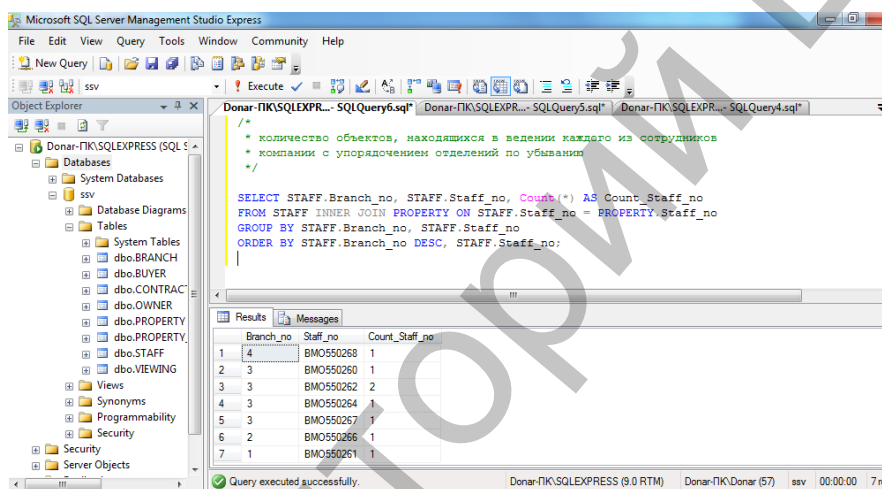 Microsoft SQL Server Management Studio Express
File Edit View Query Tools Window Community Help
New Query
ssv
Execute
Object Explorer
Donar-ПК\SQLEXPR...- SQLQuery6.sql* Donar-ПК\SQLEXPR...- SQLQuery5.sql* Donar-ПК\SQLEXPR...- SQLQuery4.sql*
Donar-ПК\SQLEXPRESS (SQL S
Databases
System Databases
ssv
Database Diagrams
Tables
System Tables
dbo.BRANCH
dbo.BUYER
dbo.CONTRACT
dbo.OWNER
dbo.PROPERTY
dbo.PROPERTY_
dbo.STAFF
dbo.VIEWING
Views
Synonyms
Programmability
Security
Security
Server Objects
/*
* количество объектов, находящихся в ведении каждого из сотрудников
* компании с упорядочением отделений по убыванию
*/
SELECT STAFF.Branch_no, STAFF.Staff_no, Count(*) AS Count_Staff_no
FROM STAFF INNER JOIN PROPERTY ON STAFF.Staff_no = PROPERTY.Staff_no
GROUP BY STAFF.Branch_no, STAFF.Staff_no
ORDER BY STAFF.Branch_no DESC, STAFF.Staff_no;
Results Messages
Branch_no Staff_no Count_Staff_no
1 4 BMO550268 1
2 3 BMO550260 1
3 3 BMO550262 2
4 3 BMO550264 1
5 3 BMO550267 1
6 2 BMO550266 1
7 1 BMO550261 1
Query executed successfully. Donar-ПК\SQLEXPRESS (9.0 RTM) Donar-ПК\Donar (57) ssv 00:00:00 7 r